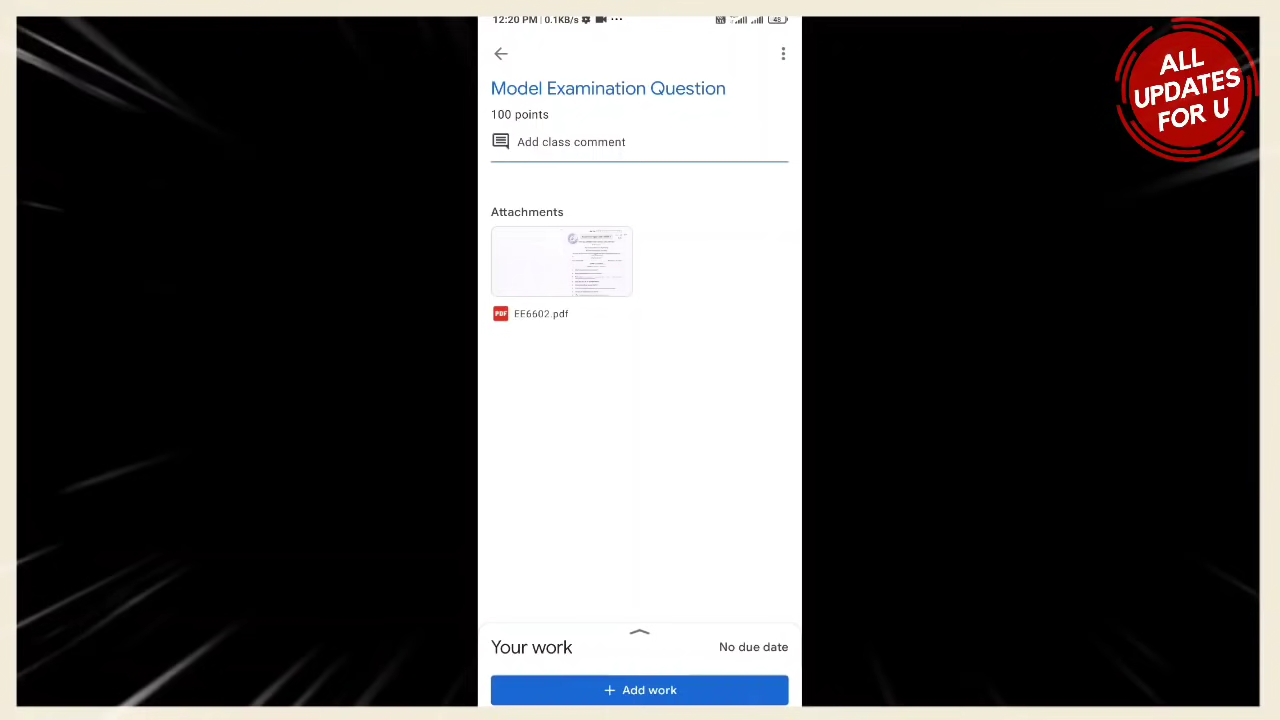 12:20 PM | 0.1KB/s ...
48
Model Examination Question
100 points
Add class comment
Attachments
PDF EE6602.pdf
Your work
No due date
+ Add work
ALL
UPDATES
FOR U